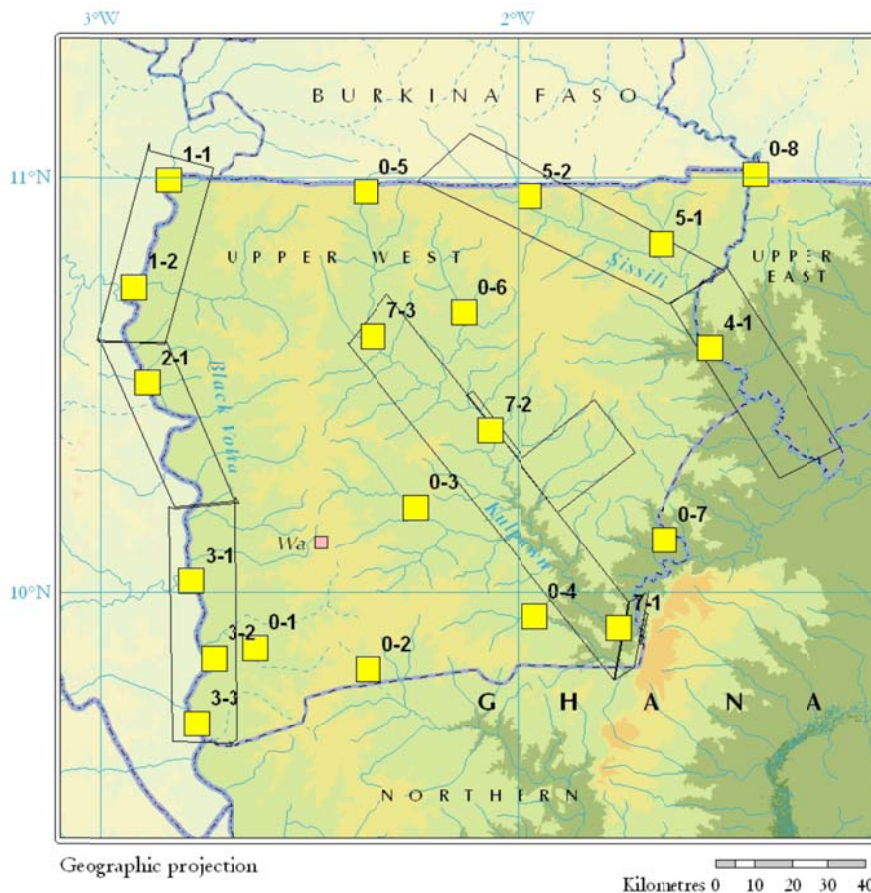 3°W
2°W
BURKINA FASO
11°N
1-1
0-5
5-2
0-8
5-1
UPPER WEST
Sissili
UPPER
EAST
1-2
0-6
7-3
4-1
2-1
Black Volta
7-2
0-3
Kulpawn
Wa
0-7
3-1
10°N
0-4
7-1
3-2
0-1
0-2
3-3
GHANA
NORTHERN
Geographic projection
Kilometres 0 10 20 30 40